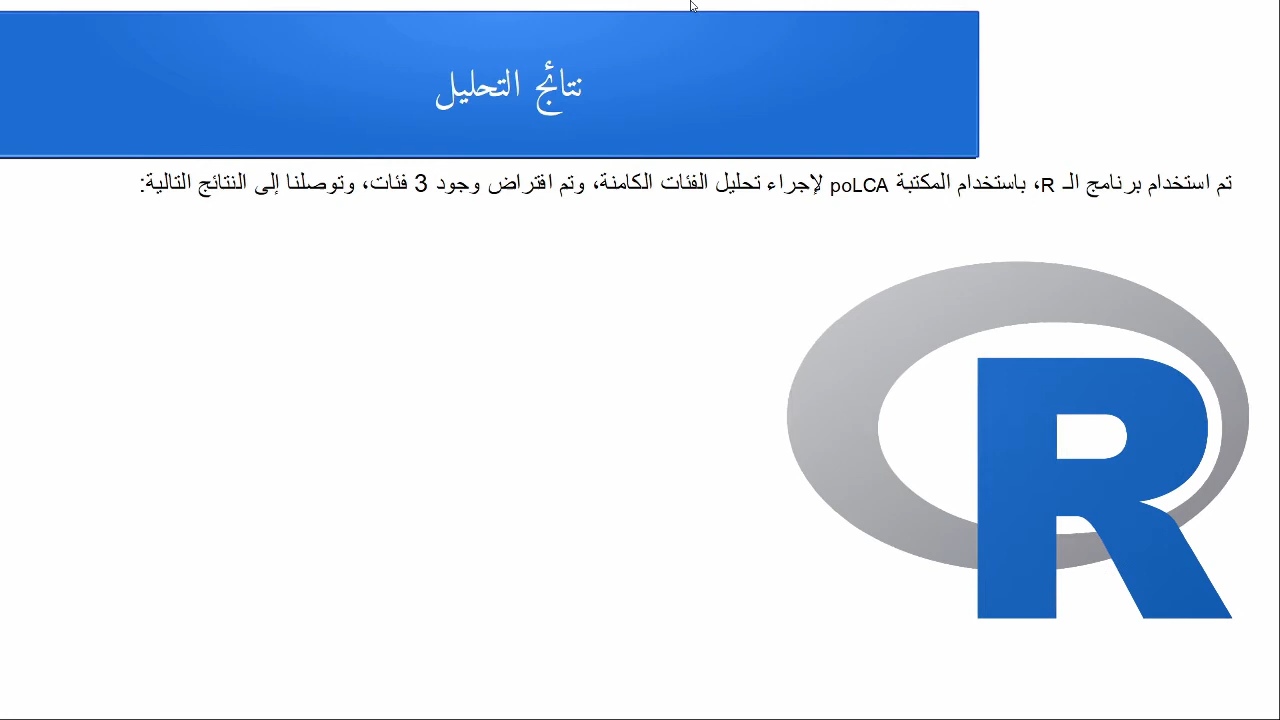 نتائج التحليل
تم استخدام برنامج الـ R، باستخدام المكتبة poLCA لإجراء تحليل الفئات الكامنة، وتم افتراض وجود 3 فئات، وتوصلنا إلى النتائج التالية:
R